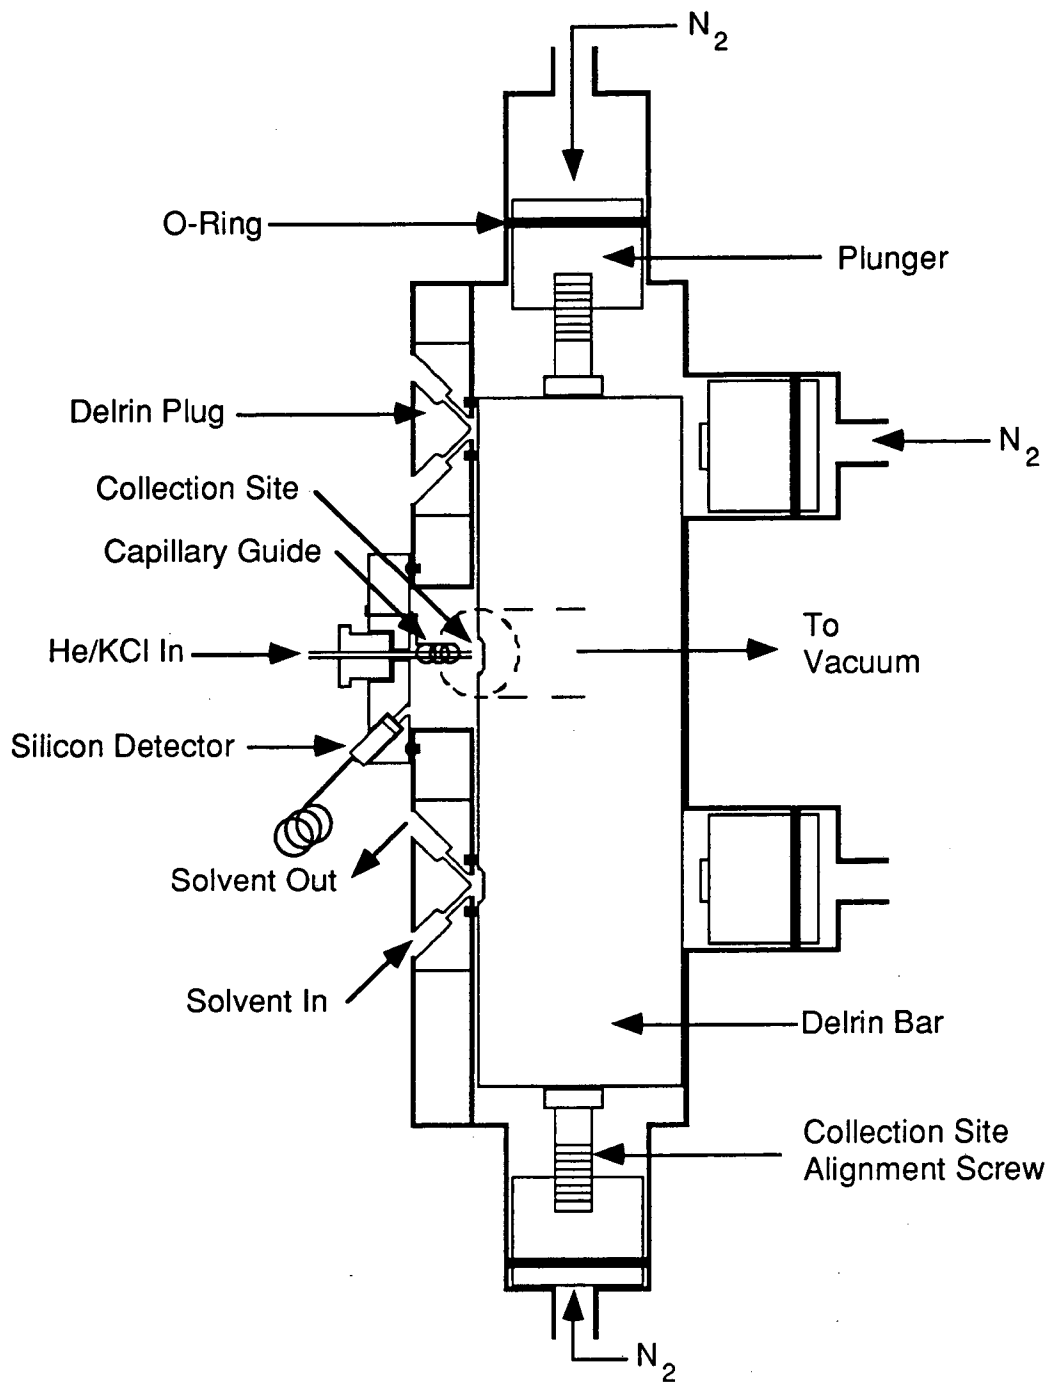 N2
O-Ring
Plunger
Delrin Plug
N2
Collection Site
Capillary Guide
He/KCl In
To
Vacuum
Silicon Detector
Solvent Out
Solvent In
Delrin Bar
Collection Site
Alignment Screw
N2